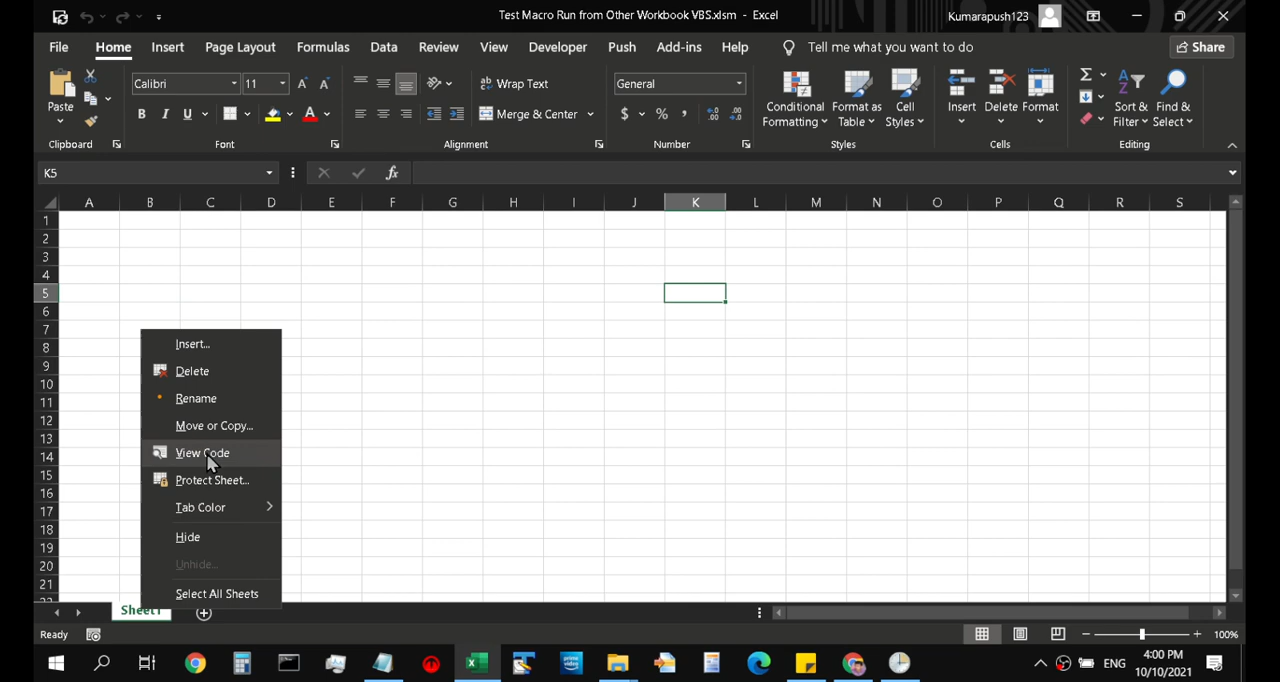 Test Macro Run from Other Workbook VBS.xlsm - Excel
Kumarapush123
File Home Insert Page Layout Formulas Data Review View Developer Push Add-ins Help Tell me what you want to do Share
Calibri 11 Wrap Text General
Paste B I U Merge & Center $ % , Conditional Formatting Format as Table Cell Styles Insert Delete Format Sort & Filter Find & Select
Clipboard Font Alignment Number Styles Cells Editing
K5 fx
A B C D E F G H I J K L M N O P Q R S
1
2
3
4
5
6
7
8
9
10
11
12
13
14
15
16
17
18
19
20
21
Insert...
Delete
Rename
Move or Copy...
View Code
Protect Sheet...
Tab Color
Hide
Unhide...
Select All Sheets
Sheet1
Ready 100%
ENG 4:00 PM
10/10/2021